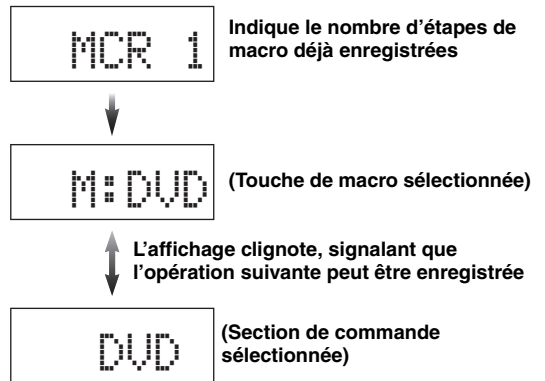 MCR 1
Indique le nombre d'étapes de
macro déjà enregistrées
M:DVD
(Touche de macro sélectionnée)
L'affichage clignote, signalant que
l'opération suivante peut être enregistrée
DVD
(Section de commande
sélectionnée)